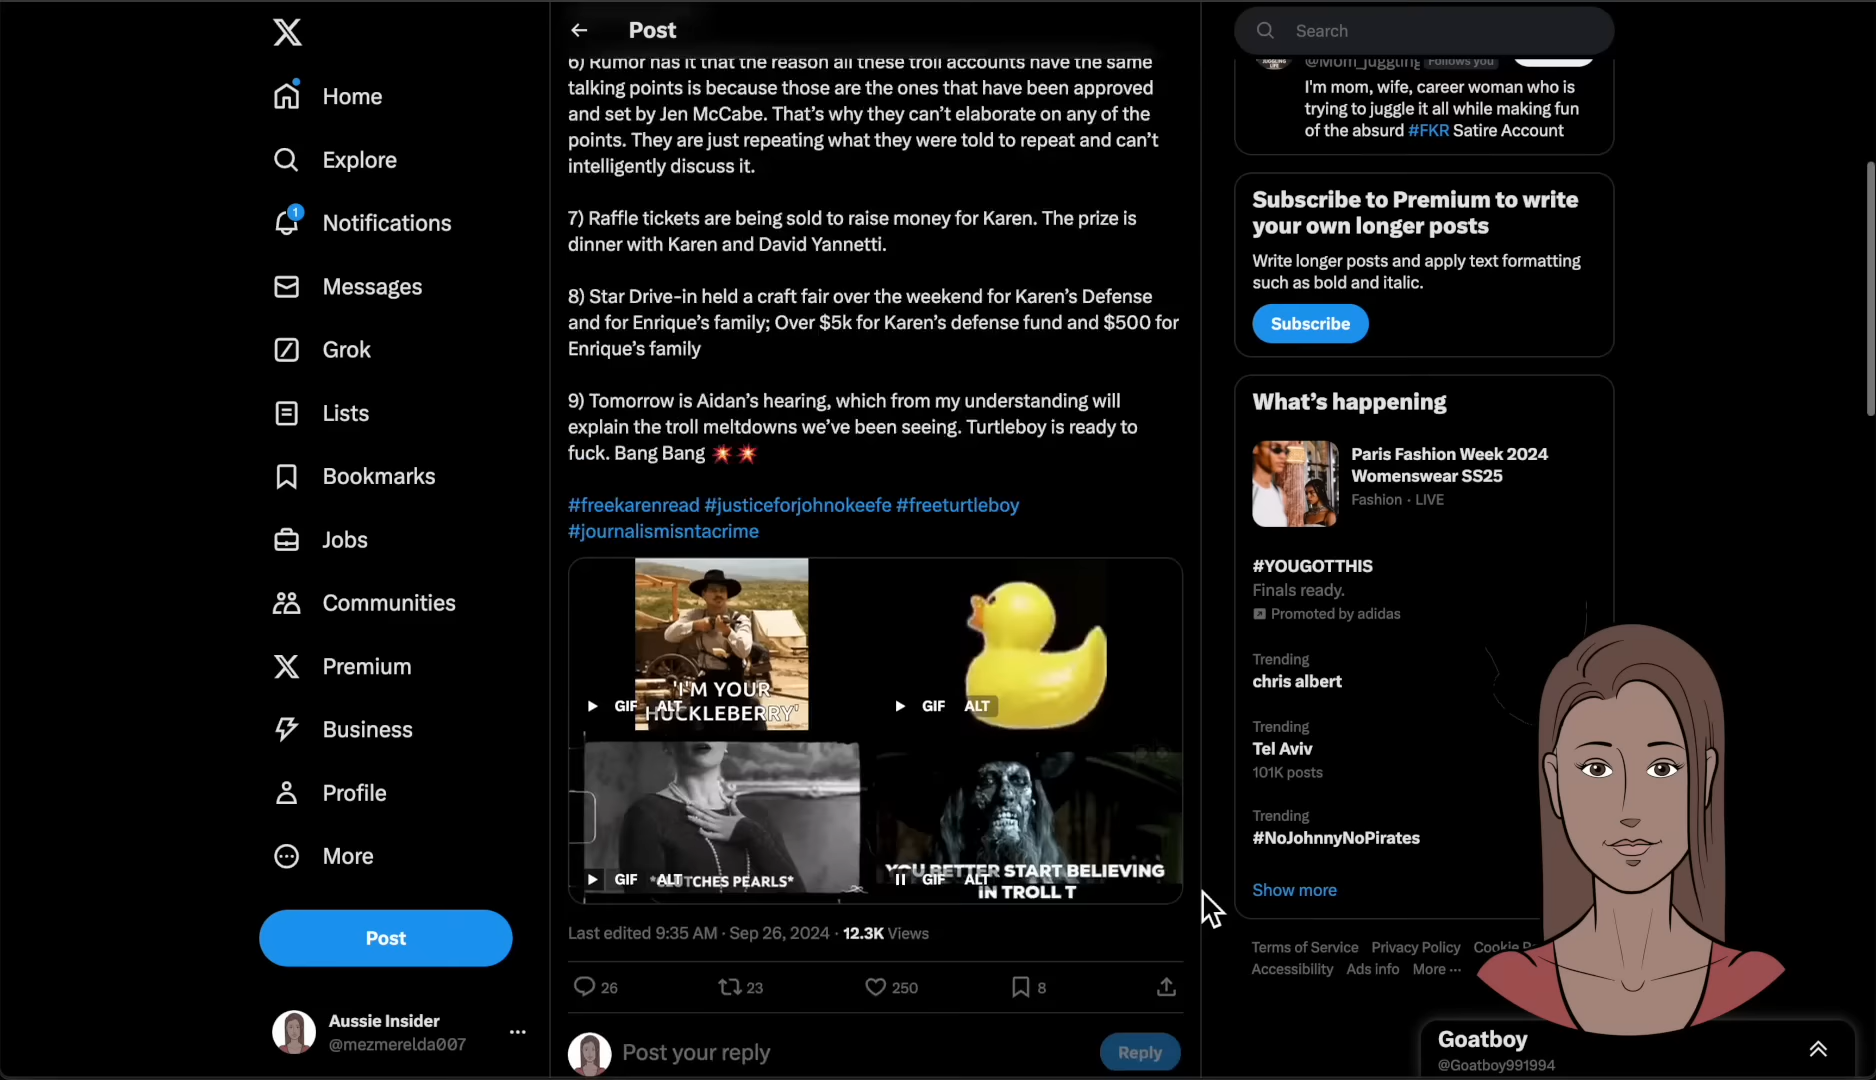 Home
Explore
1
Notifications
Messages
Grok
Lists
Bookmarks
Jobs
Communities
Premium
Business
Profile
More
Post
Aussie Insider
@mezmerelda007
Post
6) Rumor has it that the reason all these troll accounts have the same
talking points is because those are the ones that have been approved
and set by Jen McCabe. That’s why they can’t elaborate on any of the
points. They are just repeating what they were told to repeat and can’t
intelligently discuss it.
7) Raffle tickets are being sold to raise money for Karen. The prize is
dinner with Karen and David Yannetti.
8) Star Drive-in held a craft fair over the weekend for Karen’s Defense
and for Enrique’s family; Over $5k for Karen’s defense fund and $500 for
Enrique’s family
9) Tomorrow is Aidan’s hearing, which from my understanding will
explain the troll meltdowns we’ve been seeing. Turtleboy is ready to
fuck. Bang Bang 💥💥
#freekarenread #justiceforjohnokeefe #freeturtleboy
#journalismisntacrime
'I'M YOUR
HUCKLEBERRY'
GIF ALT
GIF ALT
*CLUTCHES PEARLS*
GIF ALT
YOU BETTER START BELIEVING
IN TROLL T
GIF ALT
Last edited 9:35 AM · Sep 26, 2024 · 12.3K Views
26
23
250
8
Post your reply
Reply
Search
@Mom_juggling Follows you
I'm mom, wife, career woman who is
trying to juggle it all while making fun
of the absurd #FKR Satire Account
Subscribe to Premium to write
your own longer posts
Write longer posts and apply text formatting
such as bold and italic.
Subscribe
What’s happening
Paris Fashion Week 2024
Womenswear SS25
Fashion · LIVE
#YOUGOTTHIS
Finals ready.
Promoted by adidas
Trending
chris albert
Trending
Tel Aviv
101K posts
Trending
#NoJohnnyNoPirates
Show more
Terms of Service Privacy Policy Cookie
Accessibility Ads info More ...
Goatboy
@Goatboy991994